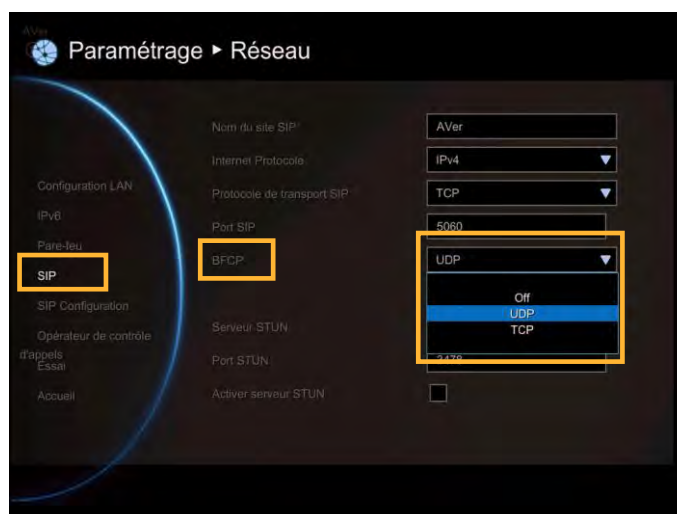 AVer
Paramétrage ▸ Réseau
Nom du site SIP
AVer
Internet Protocole
IPv4
Configuration LAN
Protocole de transport SIP
TCP
IPv6
Port SIP
5060
Pare-feu
BFCP
UDP
SIP
Off
UDP
TCP
SIP Configuration
Serveur STUN
Opérateur de contrôle
d'appels
Essai
Port STUN
3478
Accueil
Activer serveur STUN